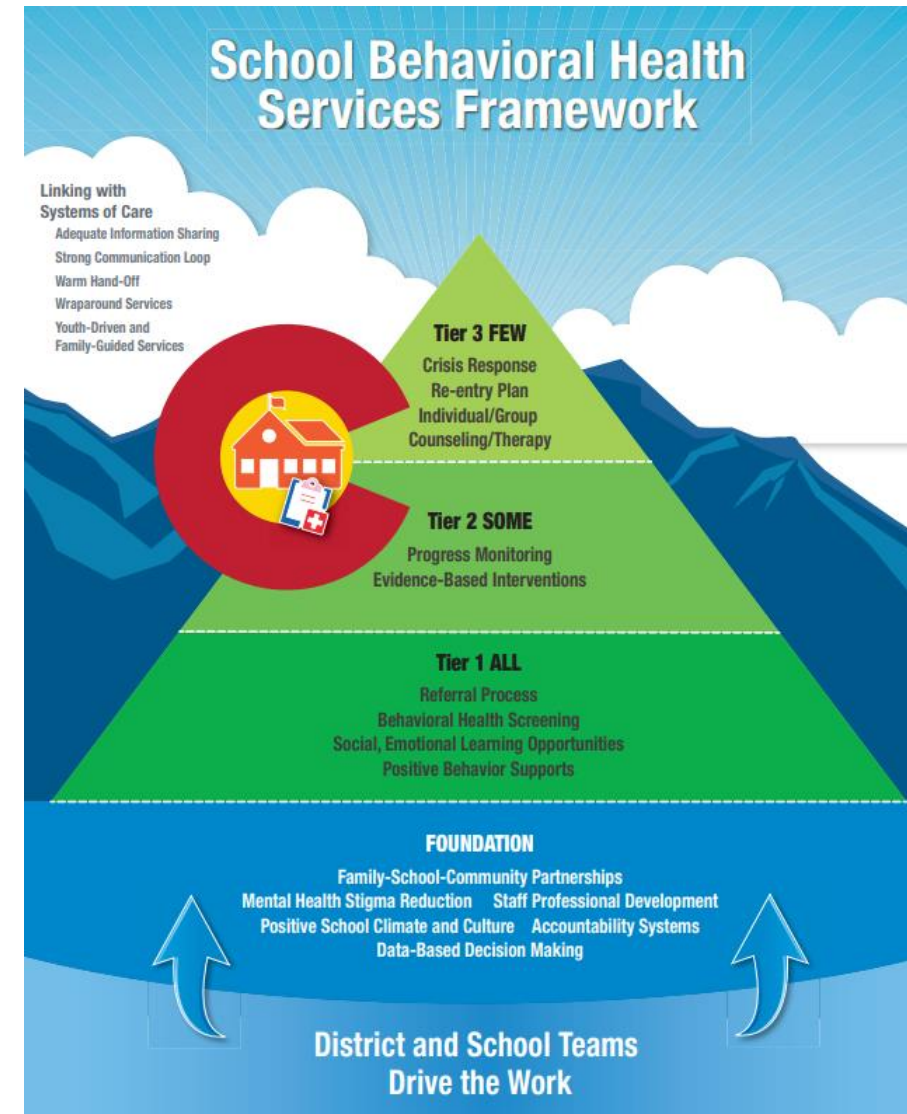 School Behavioral Health
Services Framework
Linking with
Systems of Care
Adequate Information Sharing
Strong Communication Loop
Warm Hand-Off
Wraparound Services
Youth-Driven and
Family-Guided Services
Tier 3 FEW
Crisis Response
Re-entry Plan
Individual/Group
Counseling/Therapy
Tier 2 SOME
Progress Monitoring
Evidence-Based Interventions
Tier 1 ALL
Referral Process
Behavioral Health Screening
Social, Emotional Learning Opportunities
Positive Behavior Supports
FOUNDATION
Family-School-Community Partnerships
Mental Health Stigma Reduction Staff Professional Development
Positive School Climate and Culture Accountability Systems
Data-Based Decision Making
District and School Teams
Drive the Work